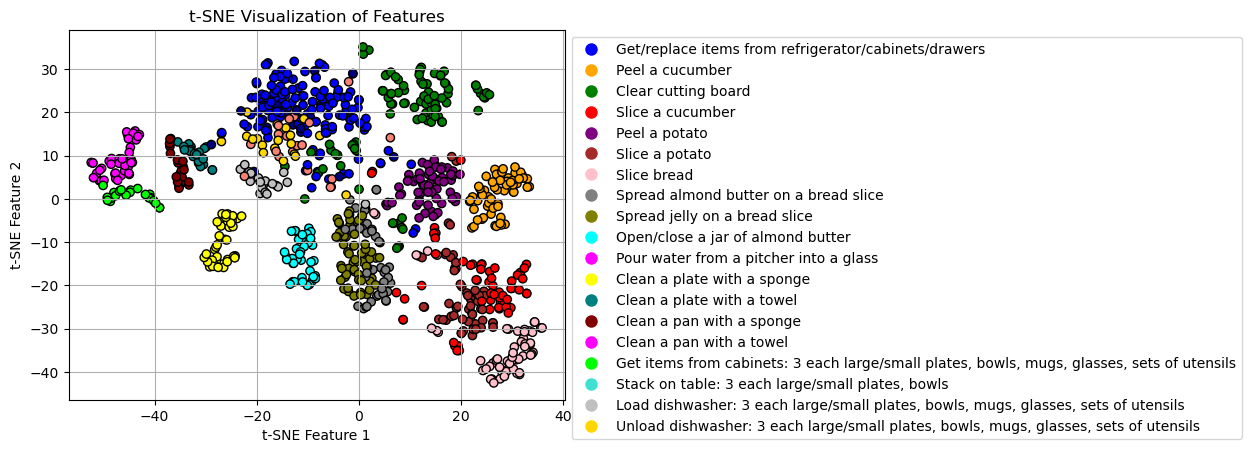 t-SNE Visualization of Features
30
20
10
0
−10
−20
−30
−40
t-SNE Feature 2
−40
−20
0
20
40
t-SNE Feature 1
Get/replace items from refrigerator/cabinets/drawers
Peel a cucumber
Clear cutting board
Slice a cucumber
Peel a potato
Slice a potato
Slice bread
Spread almond butter on a bread slice
Spread jelly on a bread slice
Open/close a jar of almond butter
Pour water from a pitcher into a glass
Clean a plate with a sponge
Clean a plate with a towel
Clean a pan with a sponge
Clean a pan with a towel
Get items from cabinets: 3 each large/small plates, bowls, mugs, glasses, sets of utensils
Stack on table: 3 each large/small plates, bowls
Load dishwasher: 3 each large/small plates, bowls, mugs, glasses, sets of utensils
Unload dishwasher: 3 each large/small plates, bowls, mugs, glasses, sets of utensils